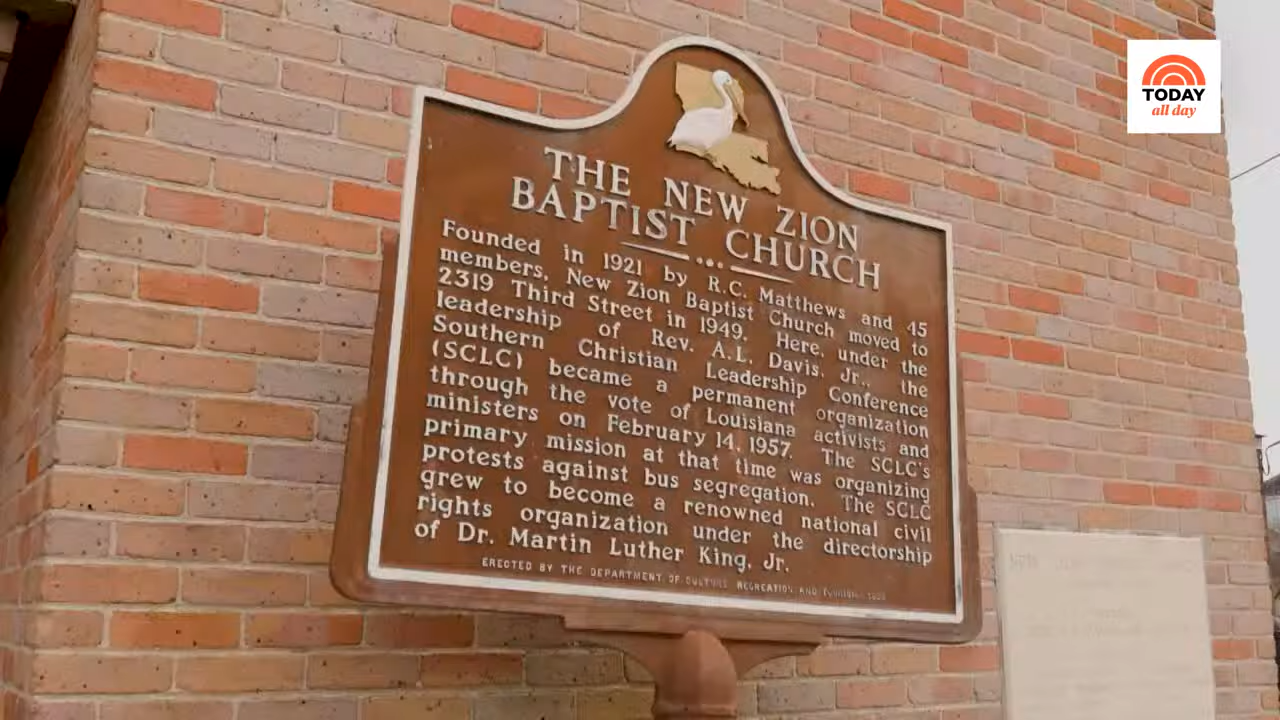 TODAY
all day
THE NEW ZION
BAPTIST CHURCH
Founded in 1921 by R.C. Matthews and 45
members, New Zion Baptist Church moved to
2319 Third Street in 1949. Here, under the
leadership of Rev. A.L. Davis, Jr., the
Southern Christian Leadership Conference
(SCLC) became a permanent organization
through the vote of Louisiana activists and
ministers on February 14, 1957. The SCLC's
primary mission at that time was organizing
protests against bus segregation. The SCLC
grew to become a renowned national civil
rights organization under the directorship
of Dr. Martin Luther King, Jr.
ERECTED BY THE DEPARTMENT OF CULTURE RECREATION AND TOURISM